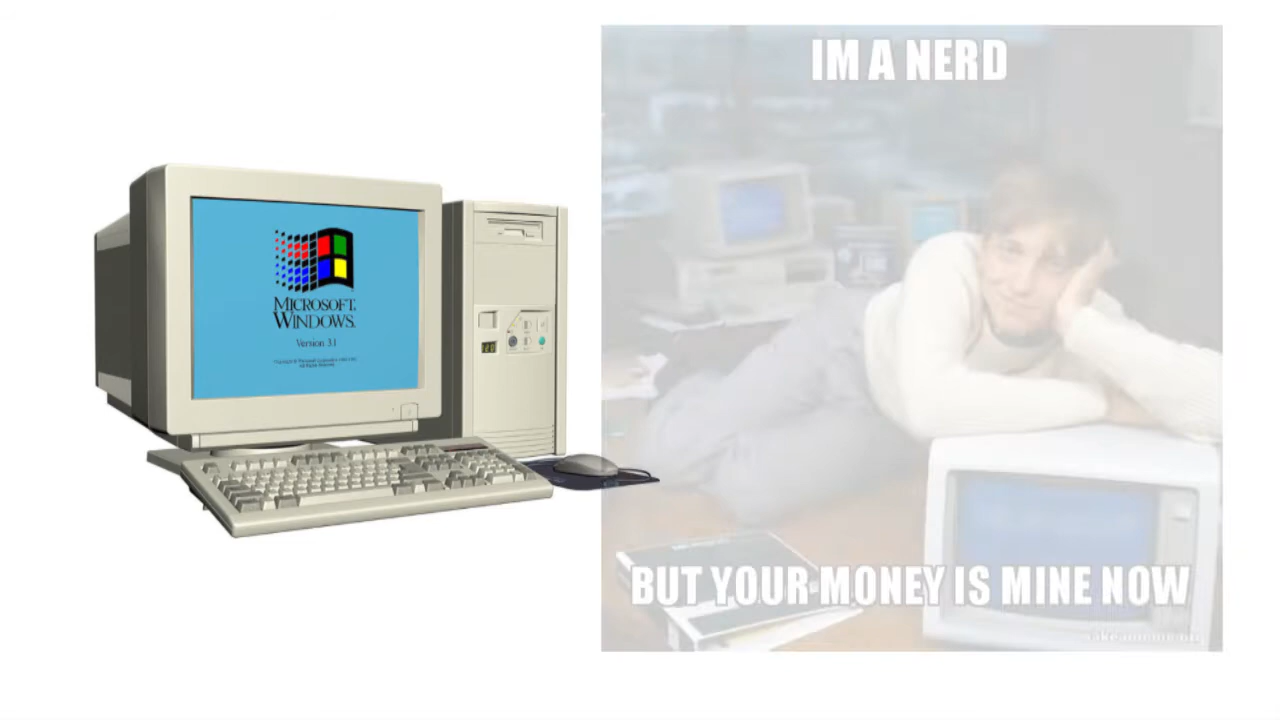 MICROSOFT.
WINDOWS.
Version 3.1
IM A NERD
BUT YOUR MONEY IS MINE NOW